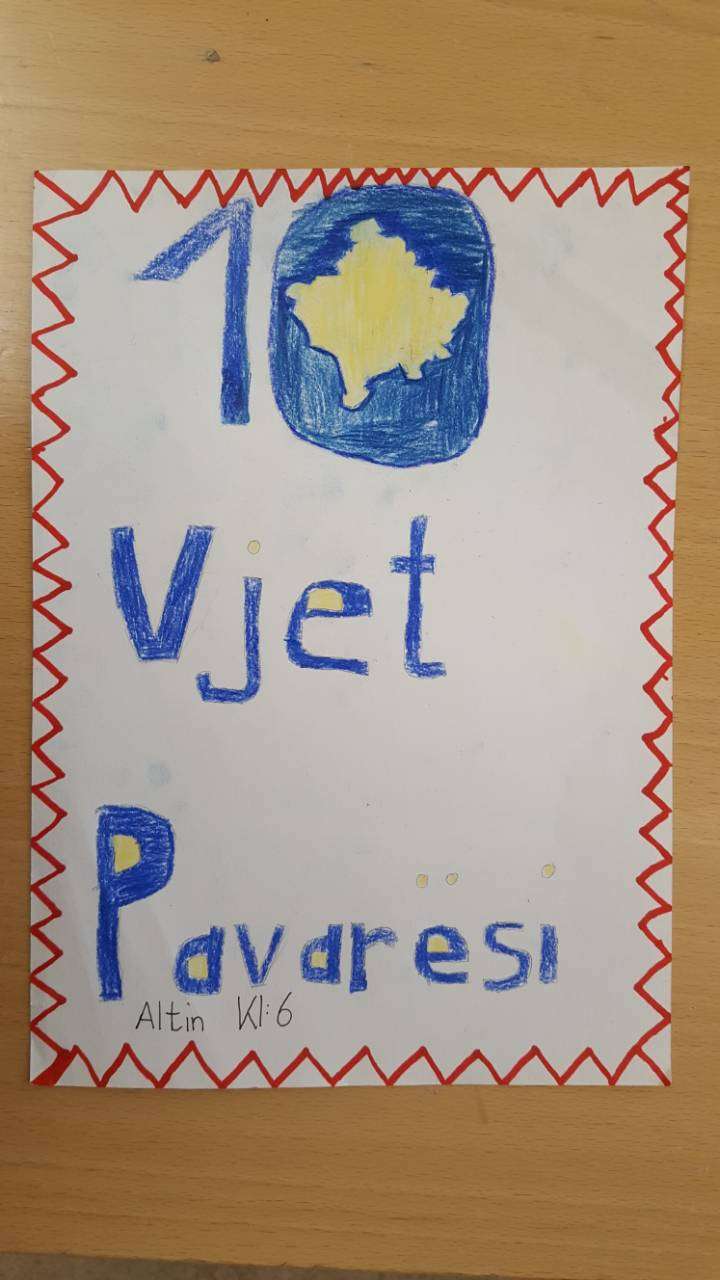 10
Vjet
Pavarësi
Altin Kl:6